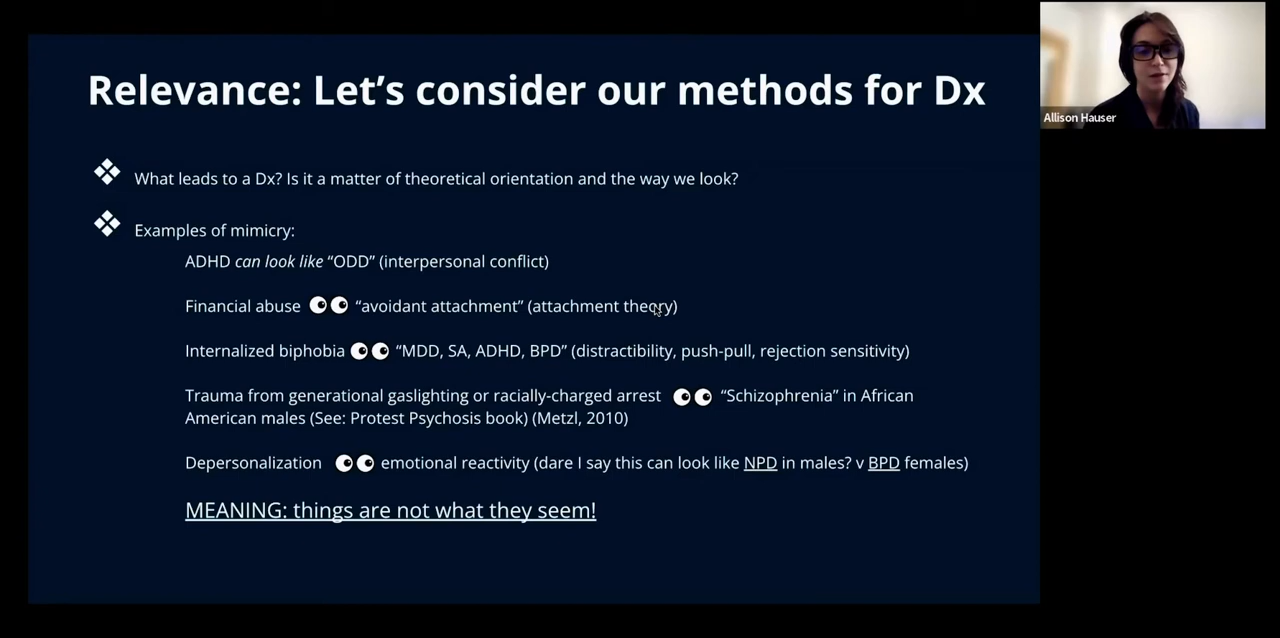 Relevance: Let's consider our methods for Dx
Allison Hauser
What leads to a Dx? Is it a matter of theoretical orientation and the way we look?
Examples of mimicry:
ADHD can look like “ODD” (interpersonal conflict)
Financial abuse “avoidant attachment” (attachment theory)
Internalized biphobia “MDD, SA, ADHD, BPD” (distractibility, push-pull, rejection sensitivity)
Trauma from generational gaslighting or racially-charged arrest “Schizophrenia” in African
American males (See: Protest Psychosis book) (Metzl, 2010)
Depersonalization emotional reactivity (dare I say this can look like NPD in males? v BPD females)
MEANING: things are not what they seem!